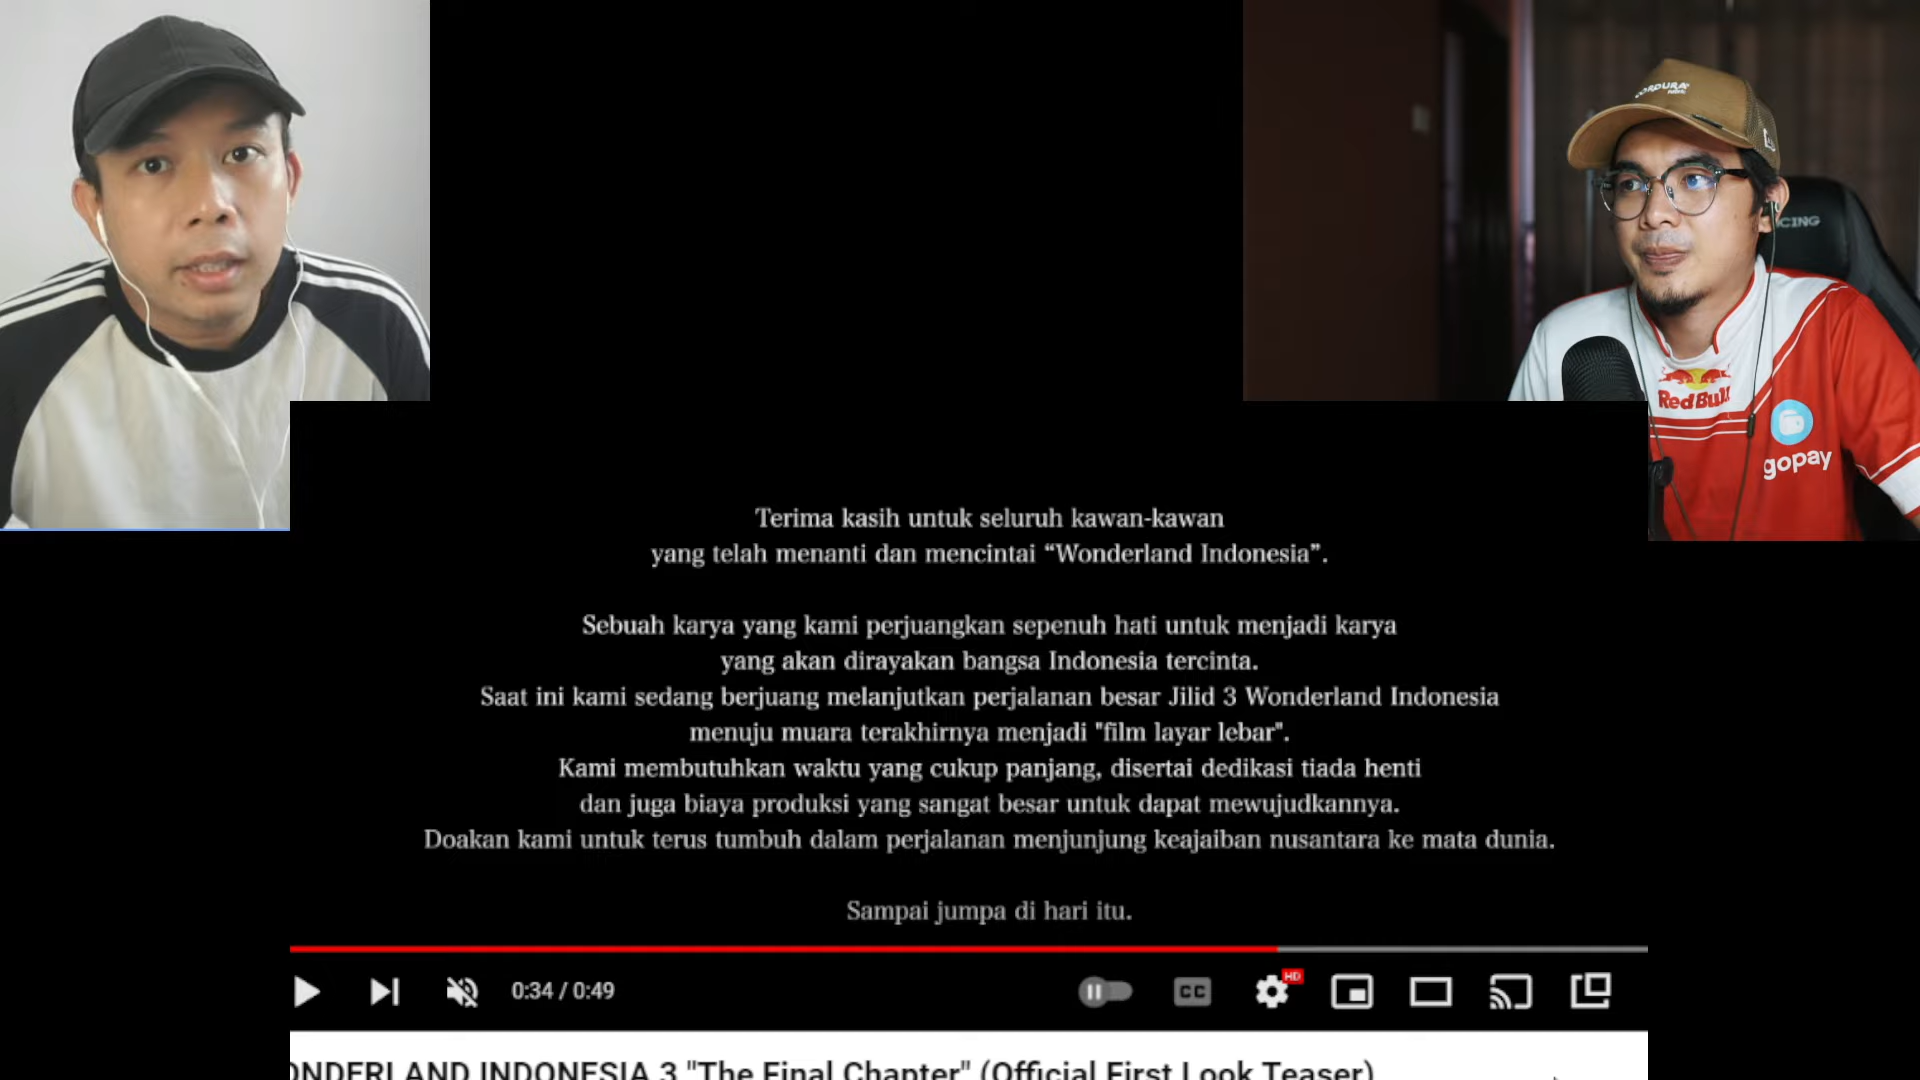 CORDURA
CING
Red Bull
gopay
Terima kasih untuk seluruh kawan-kawan
yang telah menanti dan mencintai “Wonderland Indonesia”.
Sebuah karya yang kami perjuangkan sepenuh hati untuk menjadi karya
yang akan dirayakan bangsa Indonesia tercinta.
Saat ini kami sedang berjuang melanjutkan perjalanan besar Jilid 3 Wonderland Indonesia
menuju muara terakhirnya menjadi "film layar lebar".
Kami membutuhkan waktu yang cukup panjang, disertai dedikasi tiada henti
dan juga biaya produksi yang sangat besar untuk dapat mewujudkannya.
Doakan kami untuk terus tumbuh dalam perjalanan menjunjung keajaiban nusantara ke mata dunia.
Sampai jumpa di hari itu.
0:34 / 0:49
CC
HD
ONDERLAND INDONESIA 3 "The Final Chapter" (Official First Look Teaser)